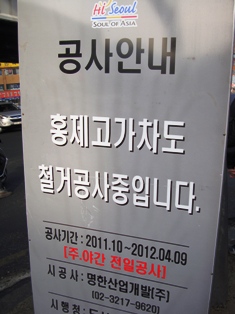 Hi Seoul
SOUL OF ASIA
공사안내
홍제고가차도
철거공사중입니다.
공사기간 : 2011.10~2012.04.09
[주.야간 전일공사]
시 공 사 : 명한산업개발(주)
(02-3217-9620)
시 행 청 :